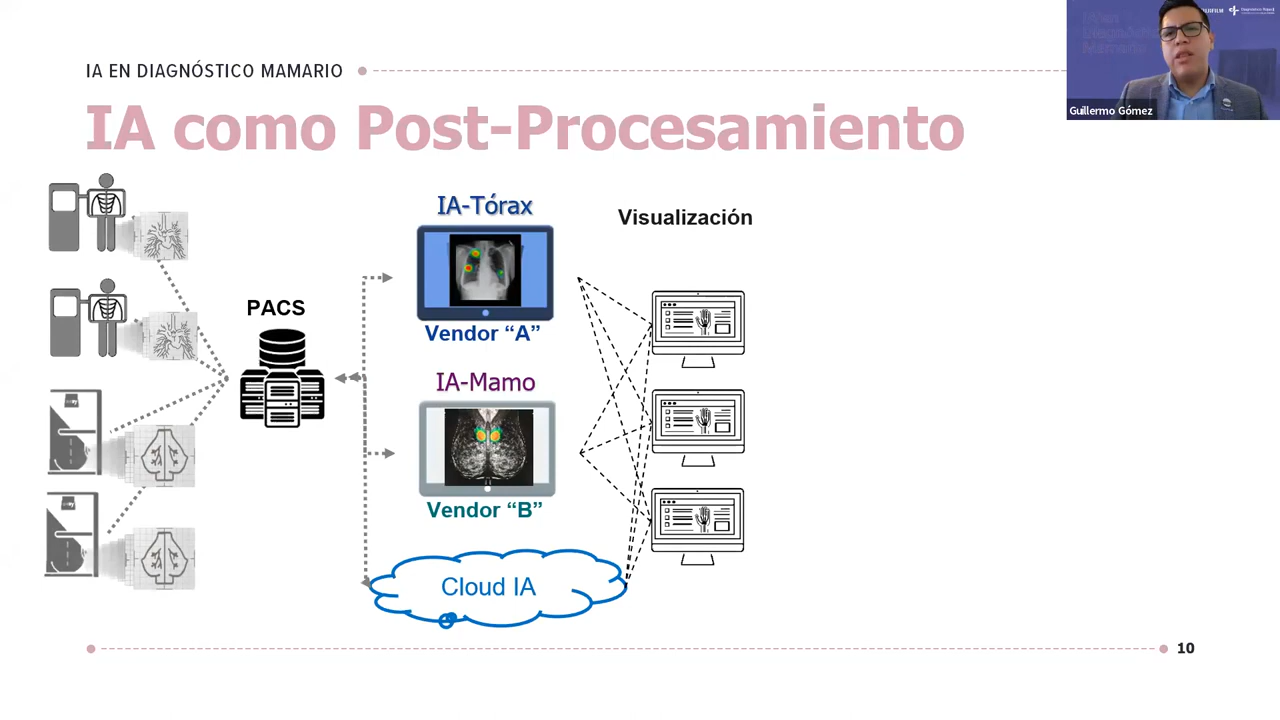 IA EN DIAGNÓSTICO MAMARIO
IA como Post-Procesamiento
Guillermo Gómez
IA-Tórax
Visualización
PACS
Vendor “A”
IA-Mamo
Vendor “B”
Cloud IA
10